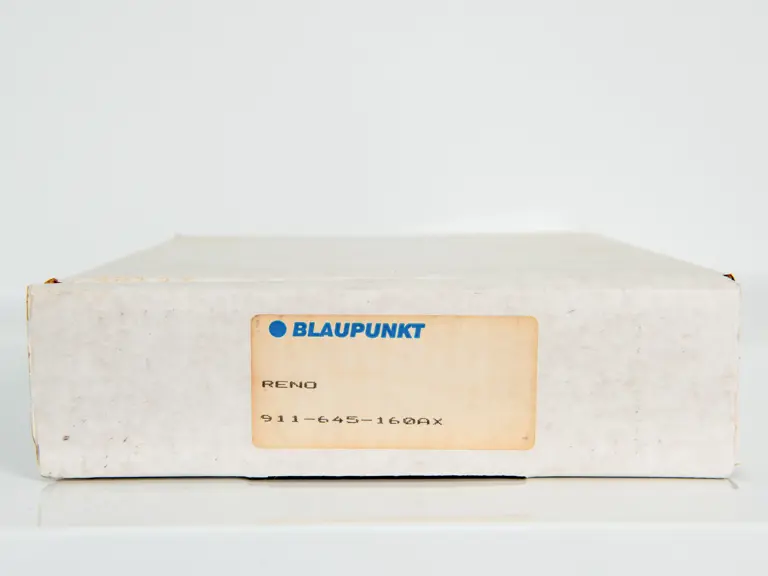 BLAUPUNKT
RENO
911-645-160AX